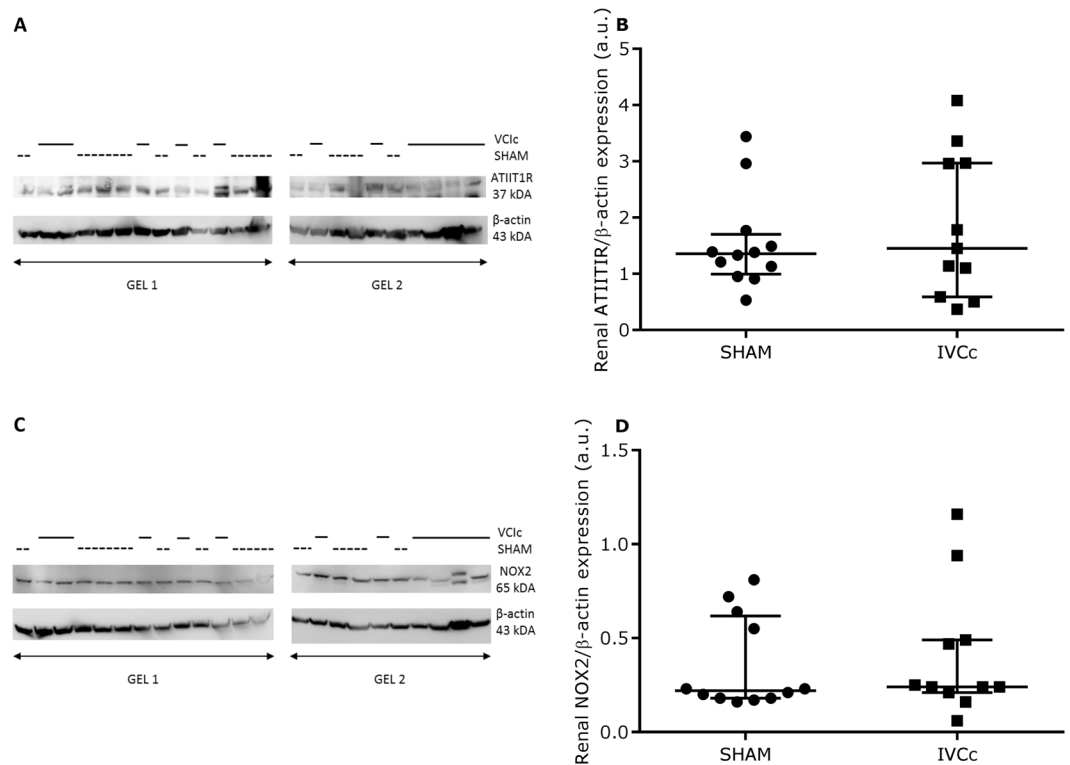 A
VCIc
SHAM
ATIIT1R
37 kDA
β-actin
43 kDA
GEL 1
GEL 2
B
Renal ATIITIR/β-actin expression (a.u.)
5
4
3
2
1
0
SHAM
IVCc
C
VCIc
SHAM
NOX2
65 kDA
β-actin
43 kDA
GEL 1
GEL 2
D
Renal NOX2/β-actin expression (a.u.)
1.5
1.0
0.5
0.0
SHAM
IVCc